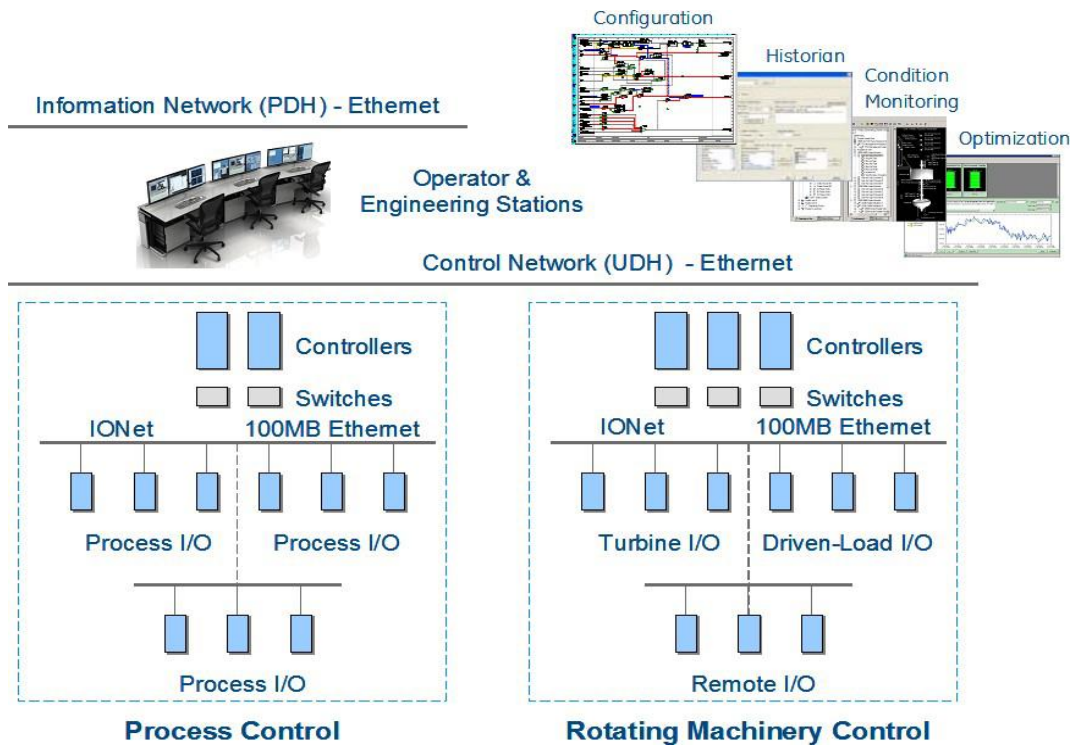 Configuration
Historian
Condition
Monitoring
Optimization
Information Network (PDH) - Ethernet
Operator &
Engineering Stations
Control Network (UDH) - Ethernet
Controllers
Switches
IONet
100MB Ethernet
Process I/O
Process I/O
Process I/O
Process Control
Controllers
Switches
IONet
100MB Ethernet
Turbine I/O
Driven-Load I/O
Remote I/O
Rotating Machinery Control